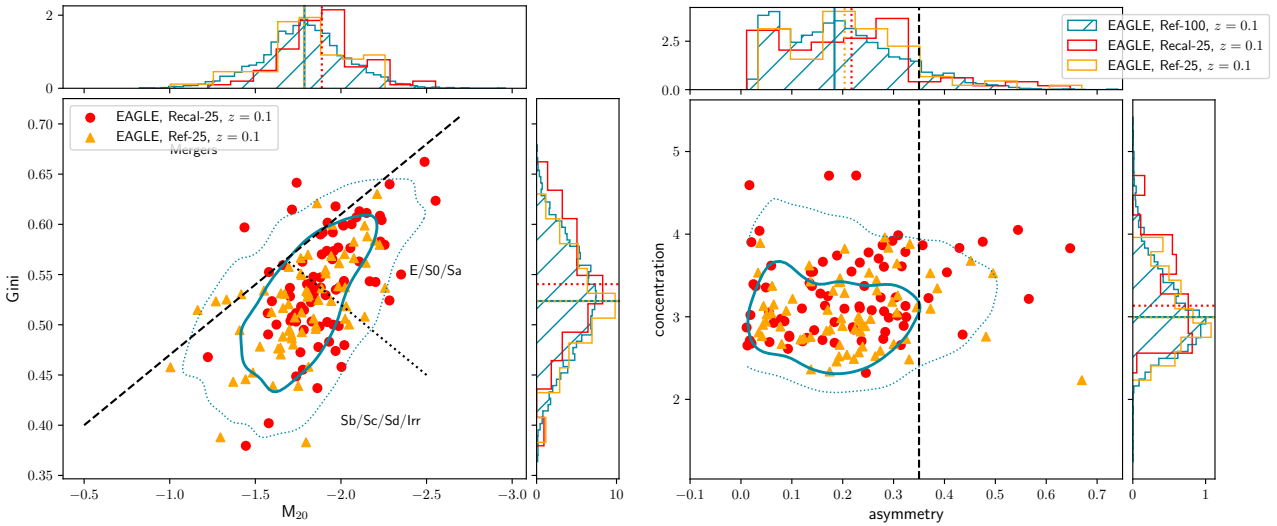 2
0
EAGLE, Recal-25, z = 0.1
EAGLE, Ref-25, z = 0.1
Mergers
E/S0/Sa
Sb/Sc/Sd/Irr
0.70
0.65
0.60
0.55
0.50
0.45
0.40
0.35
Gini
−0.5 −1.0 −1.5 −2.0 −2.5 −3.0
M20
0 10
EAGLE, Ref-100, z = 0.1
EAGLE, Recal-25, z = 0.1
EAGLE, Ref-25, z = 0.1
2.5
0.0
5
4
3
2
concentration
−0.1 0.0 0.1 0.2 0.3 0.4 0.5 0.6 0.7
asymmetry
0 1